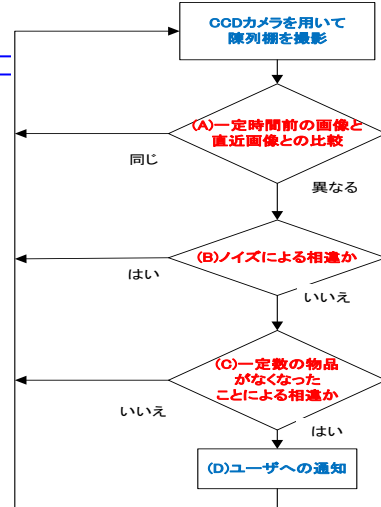 CCDカメラを用いて
陳列棚を撮影
(A)一定時間前の画像と
直近画像との比較
同じ
異なる
(B)ノイズによる相違か
はい
いいえ
(C)一定数の物品
がなくなった
ことによる相違か
いいえ
はい
(D)ユーザへの通知